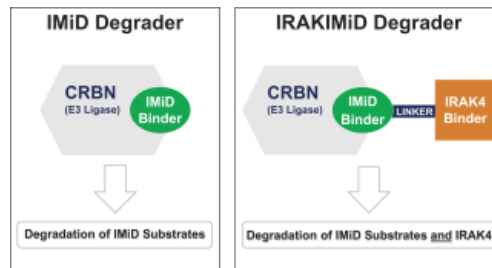 IMiD Degrader
CRBN
(E3 Ligase)
IMiD
Binder
Degradation of IMiD Substrates
IRAKIMiD Degrader
CRBN
(E3 Ligase)
IMiD
Binder
LINKER
IRAK4
Binder
Degradation of IMiD Substrates and IRAK4